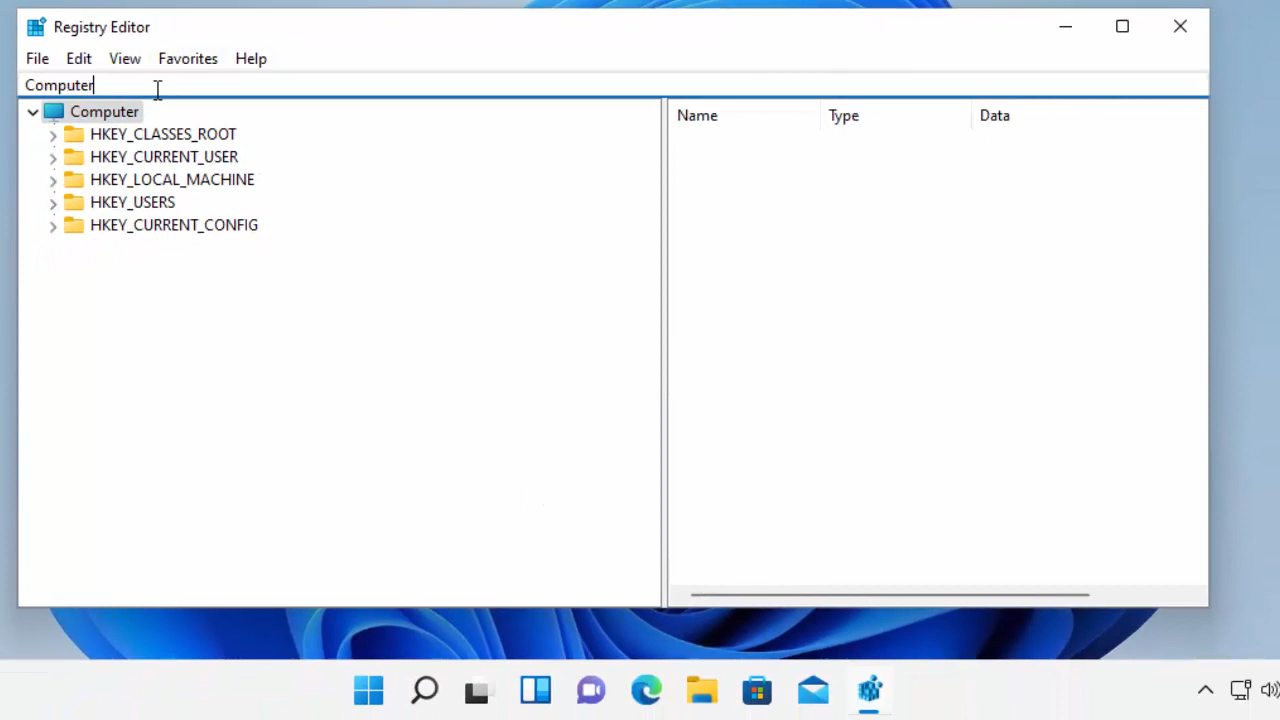 Registry Editor
File Edit View Favorites Help
Computer
Computer
HKEY_CLASSES_ROOT
HKEY_CURRENT_USER
HKEY_LOCAL_MACHINE
HKEY_USERS
HKEY_CURRENT_CONFIG
Name Type Data